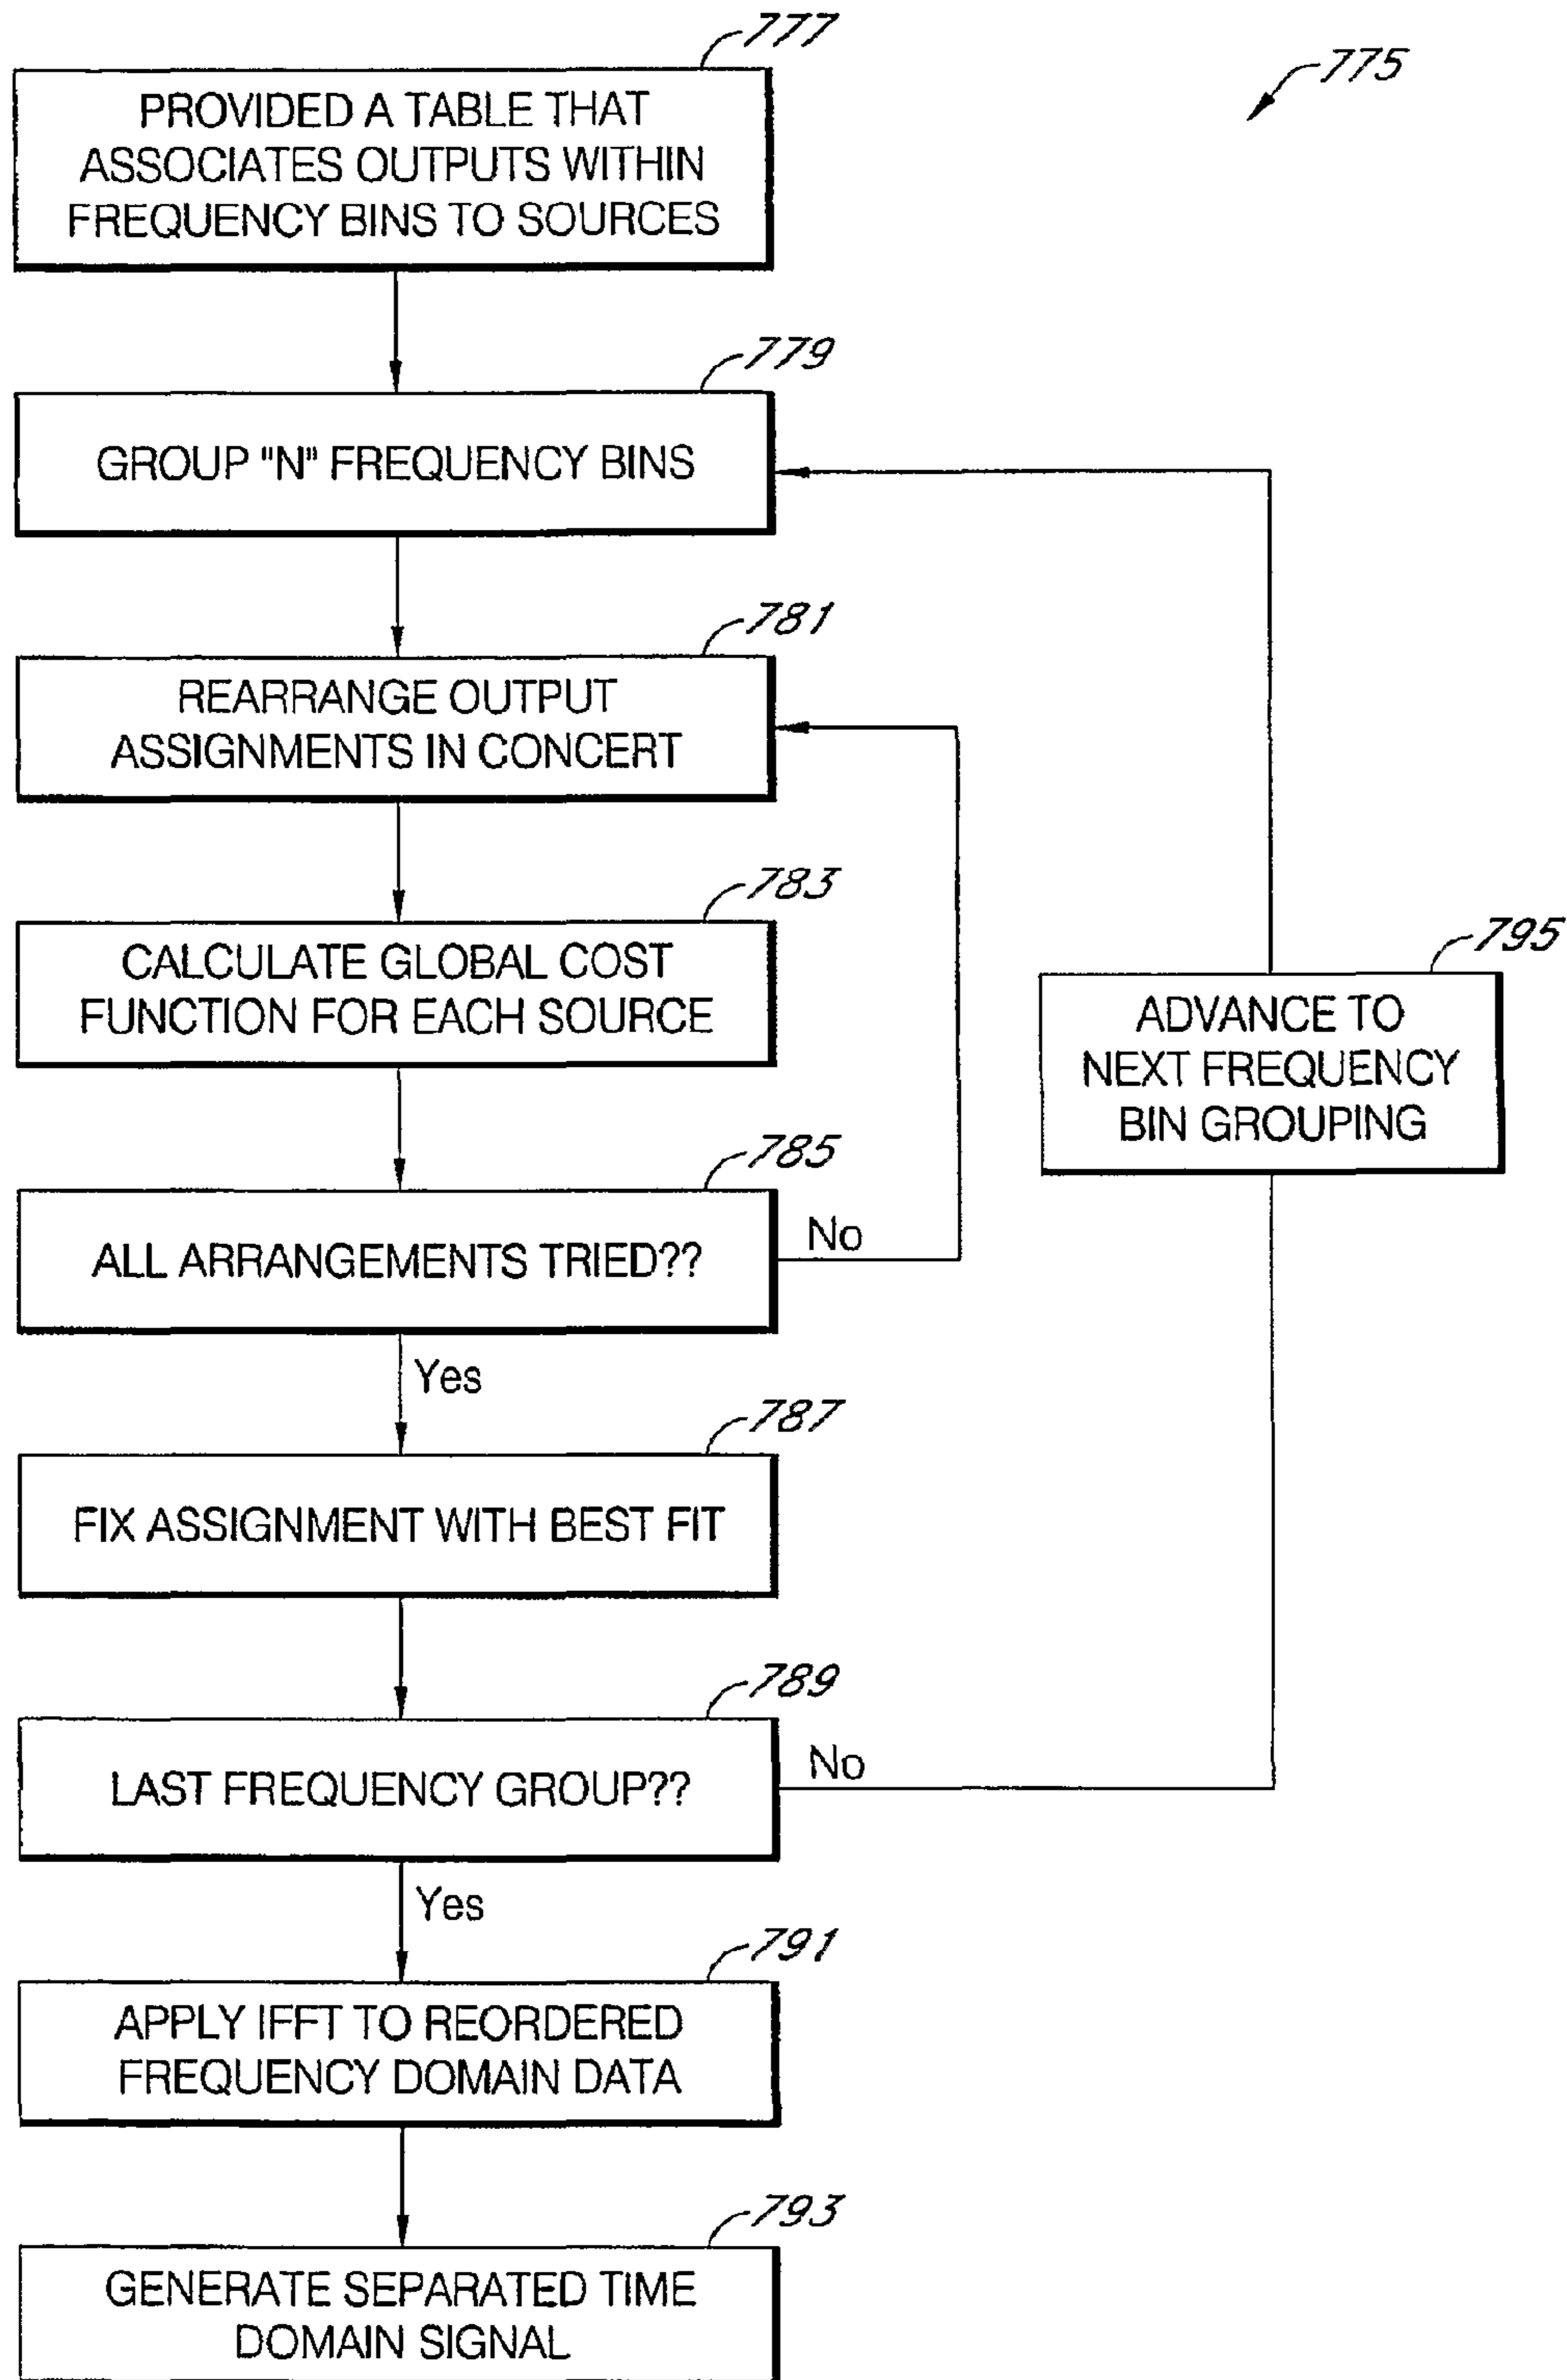 777
775
PROVIDED A TABLE THAT
ASSOCIATES OUTPUTS WITHIN
FREQUENCY BINS TO SOURCES
779
GROUP "N" FREQUENCY BINS
781
REARRANGE OUTPUT
ASSIGNMENTS IN CONCERT
783
CALCULATE GLOBAL COST
FUNCTION FOR EACH SOURCE
795
ADVANCE TO
NEXT FREQUENCY
BIN GROUPING
785
ALL ARRANGEMENTS TRIED??
No
Yes
787
FIX ASSIGNMENT WITH BEST FIT
789
LAST FREQUENCY GROUP??
No
Yes
791
APPLY IFFT TO REORDERED
FREQUENCY DOMAIN DATA
793
GENERATE SEPARATED TIME
DOMAIN SIGNAL